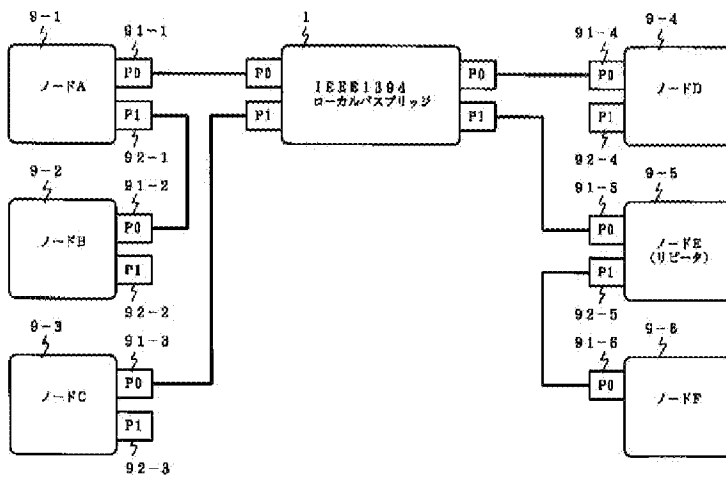 9-1
91-1
1
91-4
9-4
ノードA
P0
P0
IEEE1394
ローカルバスブリッジ
P0
P0
ノードD
P1
P1
P1
P1
92-1
92-4
9-2
91-2
91-5
9-5
ノードB
P0
P0
ノードE
(リピータ)
P1
P1
92-2
92-5
9-3
91-3
91-6
9-6
ノードC
P0
P0
ノードF
P1
92-3